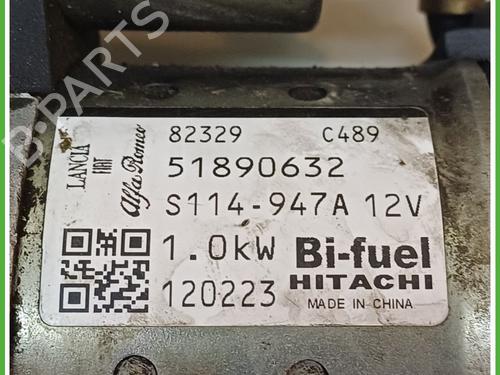 LANCIA
FIAT
Alfa Romeo
82329 C489
51890632
S114-947A 12V
1.0kW Bi-fuel
HITACHI
120223 MADE IN CHINA
B-PARTS